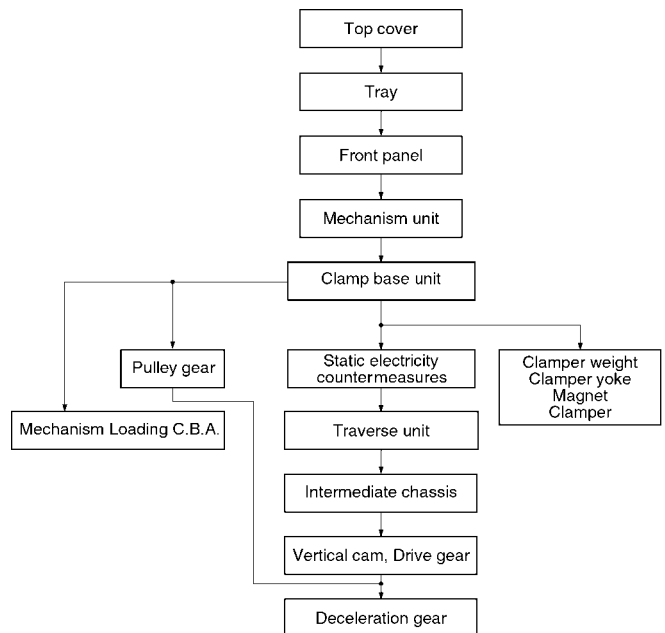 Top cover
Tray
Front panel
Mechanism unit
Clamp base unit
Pulley gear
Static electricity
countermeasures
Clamper weight
Clamper yoke
Magnet
Clamper
Mechanism Loading C.B.A.
Traverse unit
Intermediate chassis
Vertical cam, Drive gear
Deceleration gear